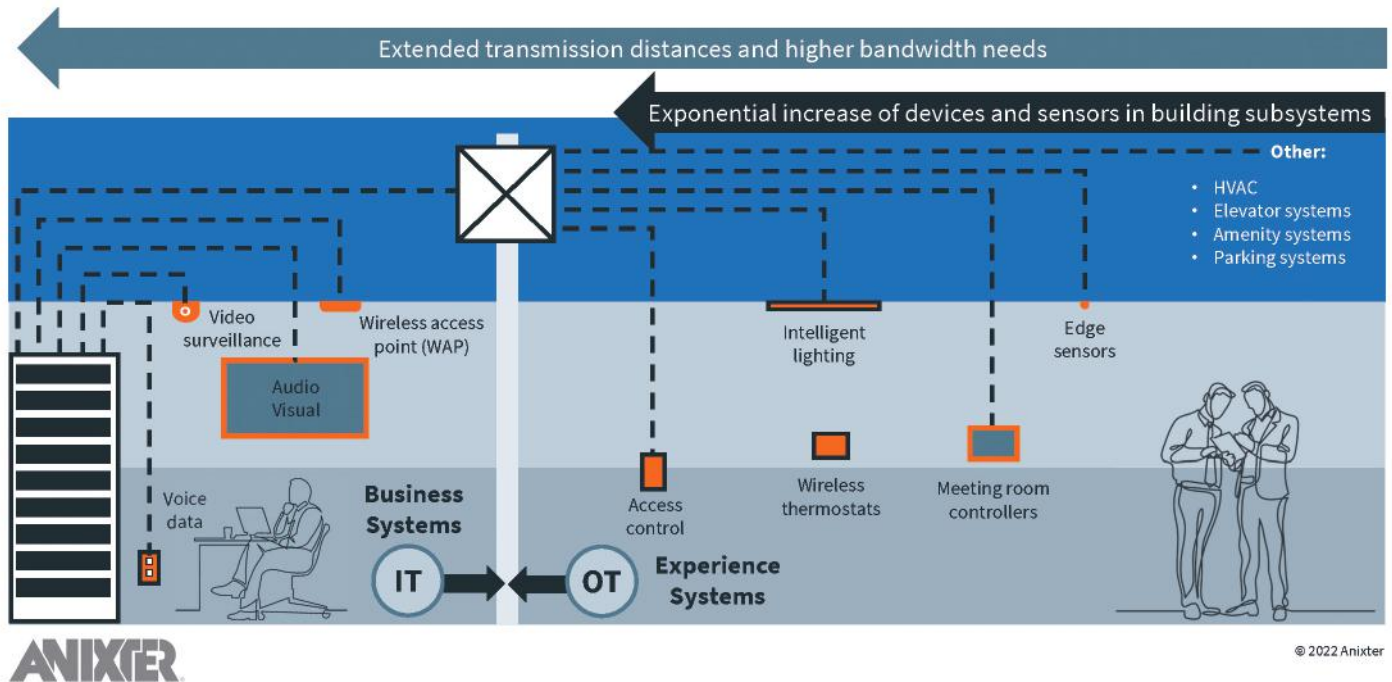 Extended transmission distances and higher bandwidth needs
Exponential increase of devices and sensors in building subsystems
Other:
• HVAC
• Elevator systems
• Amenity systems
• Parking systems
Video
surveillance
Wireless access
point (WAP)
Audio
Visual
Intelligent
lighting
Edge
sensors
Voice
data
Business
Systems
IT
OT
Experience
Systems
Access
control
Wireless
thermostats
Meeting room
controllers
ANIXTER
© 2022 Anixter